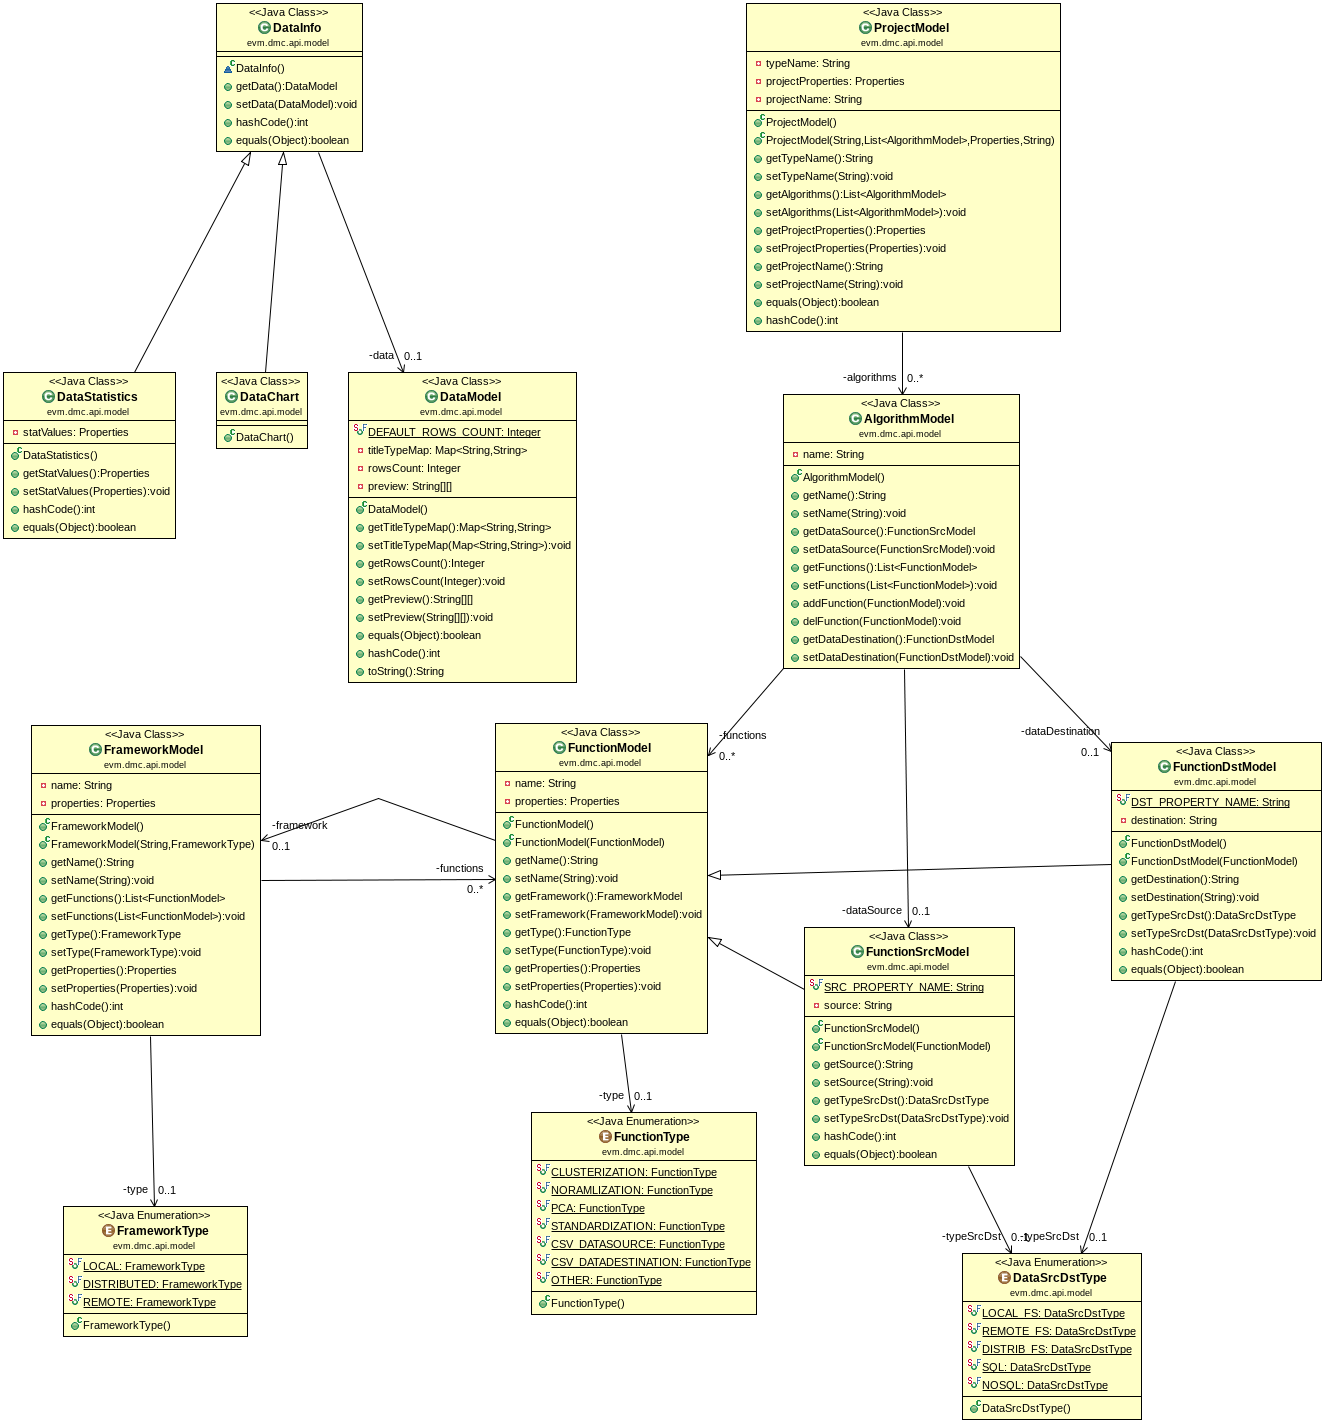 <<Java Class>>
DataInfo
evm.dmc.api.model
DataInfo()
getData():DataModel
setData(DataModel):void
hashCode():int
equals(Object):boolean
<<Java Class>>
ProjectModel
evm.dmc.api.model
typeName: String
projectProperties: Properties
projectName: String
ProjectModel()
ProjectModel(String,List<AlgorithmModel>,Properties,String)
getTypeName():String
setTypeName(String):void
getAlgorithms():List<AlgorithmModel>
setAlgorithms(List<AlgorithmModel>):void
getProjectProperties():Properties
setProjectProperties(Properties):void
getProjectName():String
setProjectName(String):void
equals(Object):boolean
hashCode():int
-data 0..1
-algorithms 0..*
<<Java Class>>
DataStatistics
evm.dmc.api.model
statValues: Properties
DataStatistics()
getStatValues():Properties
setStatValues(Properties):void
hashCode():int
equals(Object):boolean
<<Java Class>>
DataChart
evm.dmc.api.model
DataChart()
<<Java Class>>
DataModel
evm.dmc.api.model
DEFAULT_ROWS_COUNT: Integer
titleTypeMap: Map<String,String>
rowsCount: Integer
preview: String[][]
DataModel()
getTitleTypeMap():Map<String,String>
setTitleTypeMap(Map<String,String>):void
getRowsCount():Integer
setRowsCount(Integer):void
getPreview():String[][]
setPreview(String[][]):void
equals(Object):boolean
hashCode():int
toString():String
<<Java Class>>
AlgorithmModel
evm.dmc.api.model
name: String
AlgorithmModel()
getName():String
setName(String):void
getDataSource():FunctionSrcModel
setDataSource(FunctionSrcModel):void
getFunctions():List<FunctionModel>
setFunctions(List<FunctionModel>):void
addFunction(FunctionModel):void
delFunction(FunctionModel):void
getDataDestination():FunctionDstModel
setDataDestination(FunctionDstModel):void
-functions
0..*
-dataDestination
0..1
<<Java Class>>
FrameworkModel
evm.dmc.api.model
name: String
properties: Properties
FrameworkModel()
FrameworkModel(String,FrameworkType)
getName():String
setName(String):void
getFunctions():List<FunctionModel>
setFunctions(List<FunctionModel>):void
getType():FrameworkType
setType(FrameworkType):void
getProperties():Properties
setProperties(Properties):void
hashCode():int
equals(Object):boolean
-framework
0..1
-functions
0..*
<<Java Class>>
FunctionModel
evm.dmc.api.model
name: String
properties: Properties
FunctionModel()
FunctionModel(FunctionModel)
getName():String
setName(String):void
getFramework():FrameworkModel
setFramework(FrameworkModel):void
getType():FunctionType
setType(FunctionType):void
getProperties():Properties
setProperties(Properties):void
hashCode():int
equals(Object):boolean
<<Java Class>>
FunctionDstModel
evm.dmc.api.model
DST_PROPERTY_NAME: String
destination: String
FunctionDstModel()
FunctionDstModel(FunctionModel)
getDestination():String
setDestination(String):void
getTypeSrcDst():DataSrcDstType
setTypeSrcDst(DataSrcDstType):void
hashCode():int
equals(Object):boolean
-dataSource 0..1
<<Java Class>>
FunctionSrcModel
evm.dmc.api.model
SRC_PROPERTY_NAME: String
source: String
FunctionSrcModel()
FunctionSrcModel(FunctionModel)
getSource():String
setSource(String):void
getTypeSrcDst():DataSrcDstType
setTypeSrcDst(DataSrcDstType):void
hashCode():int
equals(Object):boolean
-type 0..1
<<Java Enumeration>>
FunctionType
evm.dmc.api.model
CLUSTERIZATION: FunctionType
NORAMLIZATION: FunctionType
PCA: FunctionType
STANDARDIZATION: FunctionType
CSV_DATASOURCE: FunctionType
CSV_DATADESTINATION: FunctionType
OTHER: FunctionType
FunctionType()
-type 0..1
<<Java Enumeration>>
FrameworkType
evm.dmc.api.model
LOCAL: FrameworkType
DISTRIBUTED: FrameworkType
REMOTE: FrameworkType
FrameworkType()
-typeSrcDst 0..1
-typeSrcDst 0..1
<<Java Enumeration>>
DataSrcDstType
evm.dmc.api.model
LOCAL_FS: DataSrcDstType
REMOTE_FS: DataSrcDstType
DISTRIB_FS: DataSrcDstType
SQL: DataSrcDstType
NOSQL: DataSrcDstType
DataSrcDstType()